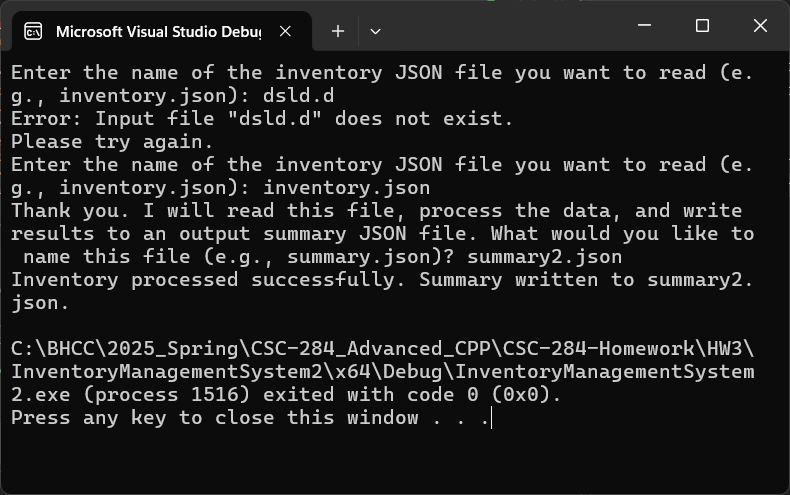 Microsoft Visual Studio Debu
Enter the name of the inventory JSON file you want to read (e.
g., inventory.json): dsld.d
Error: Input file "dsld.d" does not exist.
Please try again.
Enter the name of the inventory JSON file you want to read (e.
g., inventory.json): inventory.json
Thank you. I will read this file, process the data, and write
results to an output summary JSON file. What would you like to
 name this file (e.g., summary.json)? summary2.json
Inventory processed successfully. Summary written to summary2.
json.
C:\BHCC\2025_Spring\CSC-284_Advanced_CPP\CSC-284-Homework\HW3\
InventoryManagementSystem2\x64\Debug\InventoryManagementSystem
2.exe (process 1516) exited with code 0 (0x0).
Press any key to close this window . . .